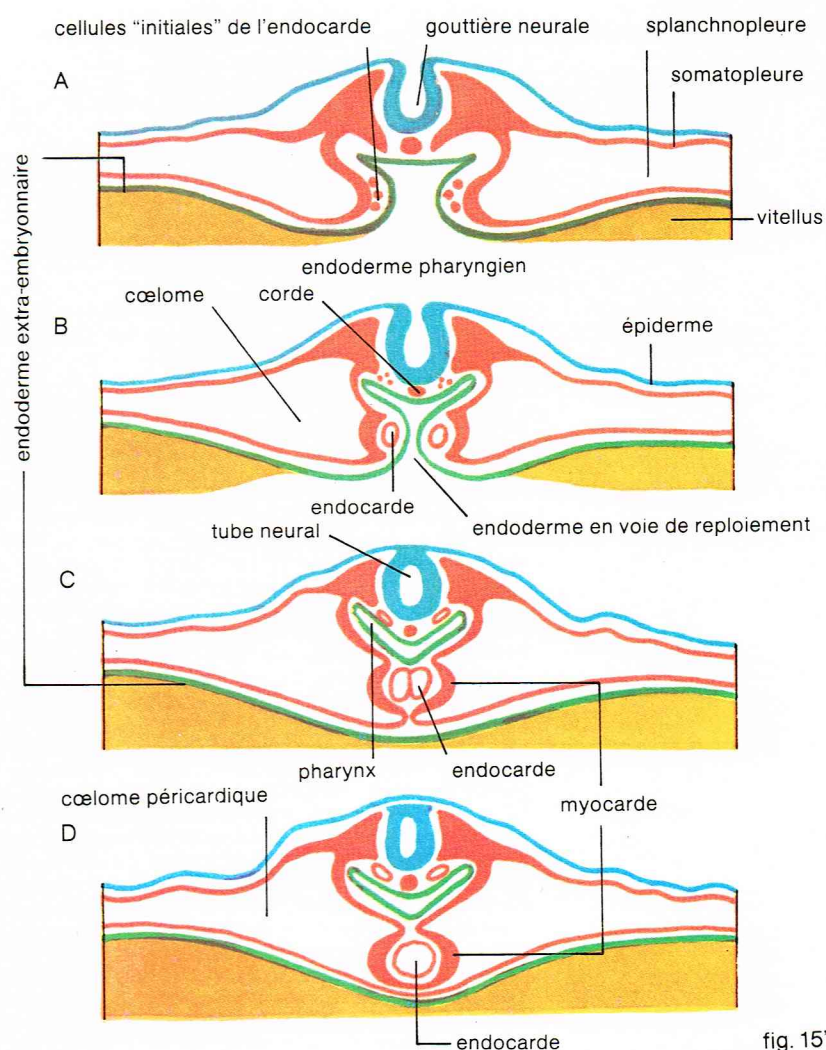 cellules “initiales” de l’endocarde
gouttière neurale
splanchnopleure
somatopleure
A
vitellus
endoderme extra-embryonnaire
endoderme pharyngien
cœlome
corde
B
épiderme
endocarde
tube neural
endoderme en voie de reploiement
C
pharynx
endocarde
myocarde
cœlome péricardique
D
endocarde
fig. 15